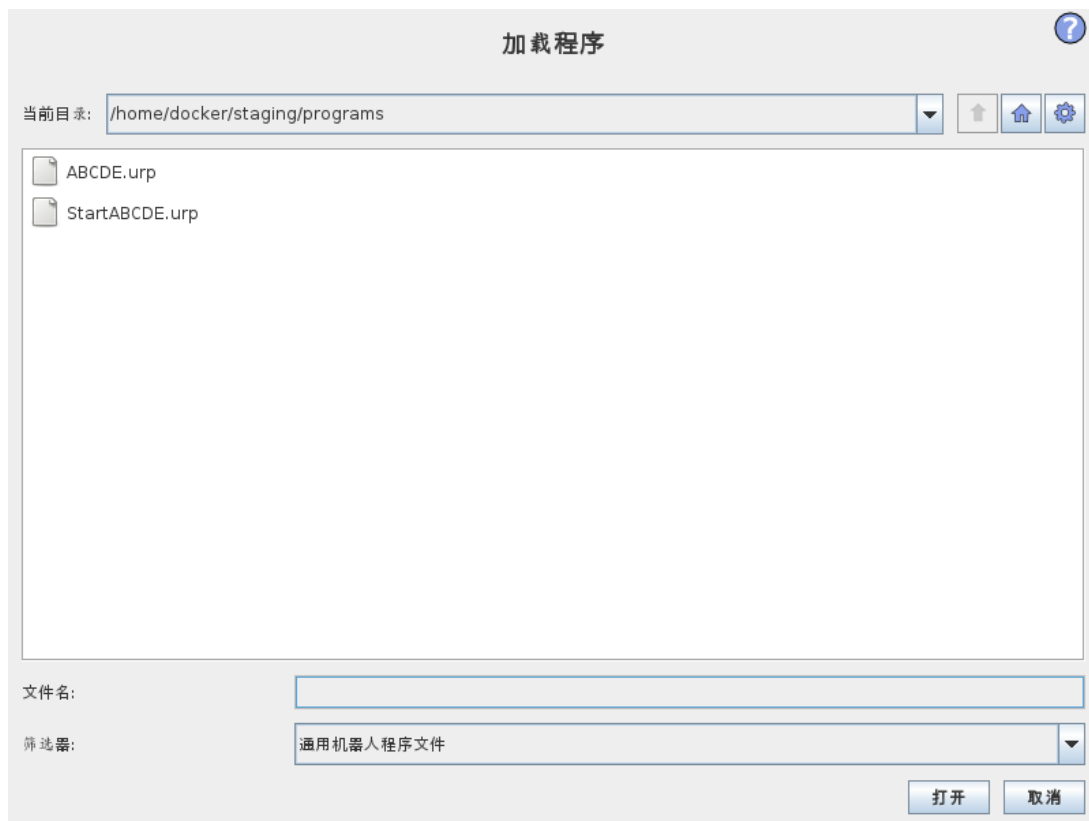 加载程序
?
当前目录: /home/docker/staging/programs
ABCDE.urp
StartABCDE.urp
文件名:
筛选器: 通用机器人程序文件
打开 取消